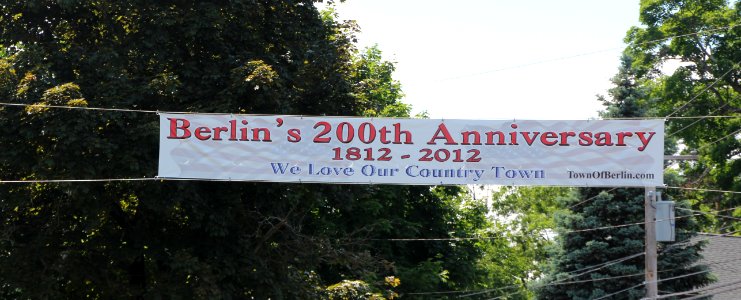 Berlin's 200th Anniversary
1812 - 2012
We Love Our Country Town
TownOfBerlin.com